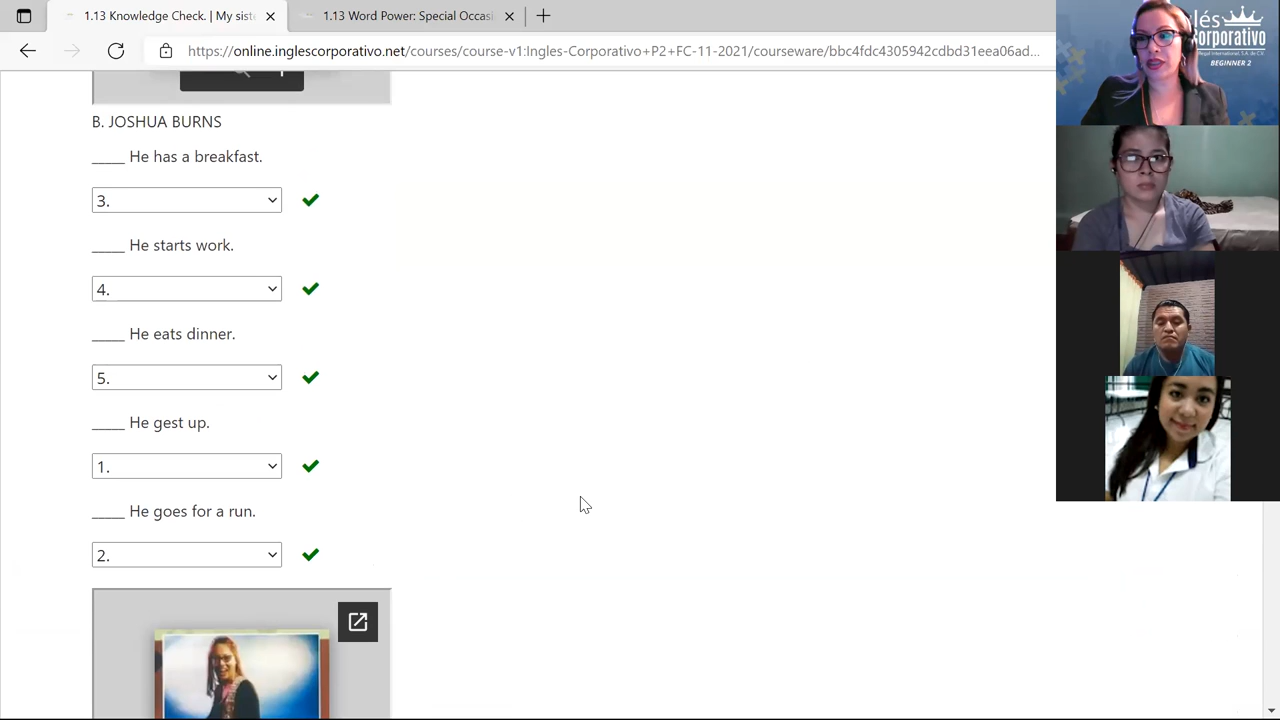 1.13 Knowledge Check. | My sist
1.13 Word Power: Special Occasi
https://online.inglescorporativo.net/courses/course-v1:Ingles-Corporativo+P2+FC-11-2021/courseware/bbc4fdc4305942cdbd31eea06ad...
B. JOSHUA BURNS
_____ He has a breakfast.
3.
_____ He starts work.
4.
_____ He eats dinner.
5.
_____ He gest up.
1.
_____ He goes for a run.
2.
glés
Corporativo
BEGINNER 2